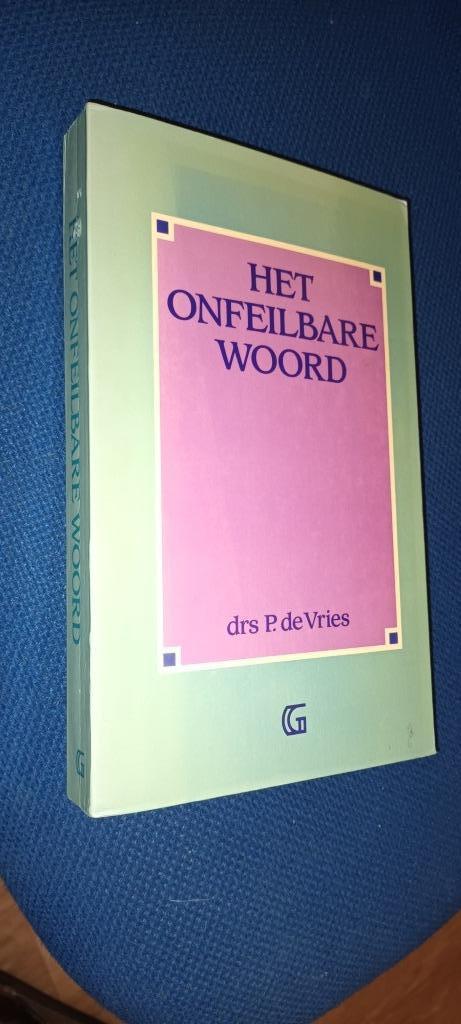 HET
ONFEILBARE
WOORD
drs P. de Vries
G
HET ONFEILBARE WOORD
G